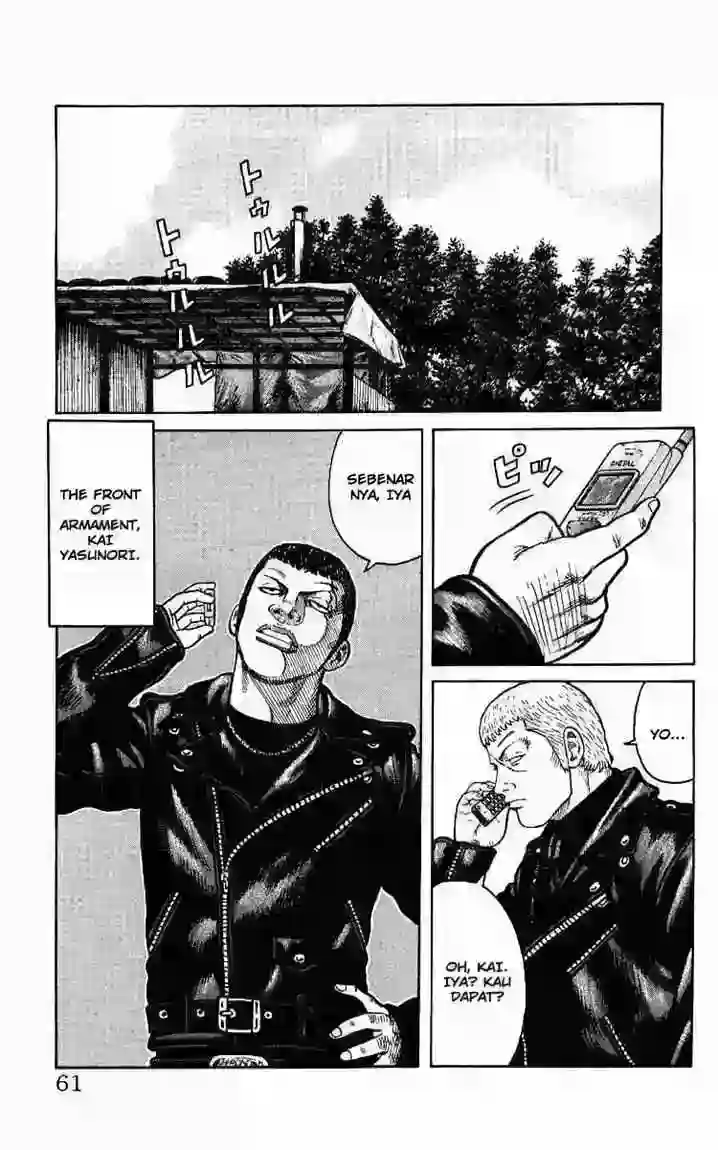 トゥルルル
トゥルルル
ピッ
DIGITAL
YO...
OH, KAI.
IYA? KAU
DAPAT?
SEBENAR
NYA, IYA
THE FRONT
OF
ARMAMENT,
KAI
YASUNORI.
61